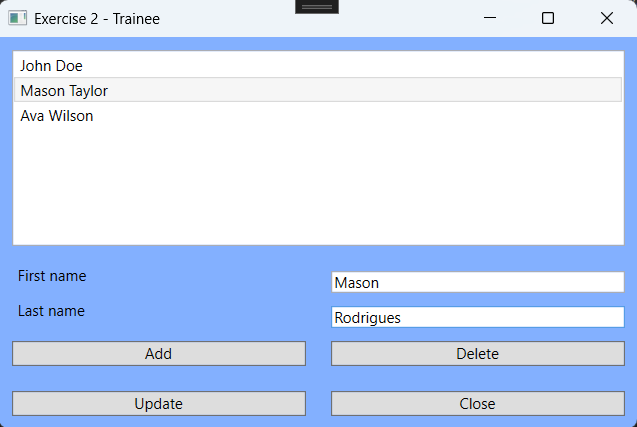 Exercise 2 - Trainee
John Doe
Mason Taylor
Ava Wilson
First name
Mason
Last name
Rodrigues
Add
Delete
Update
Close